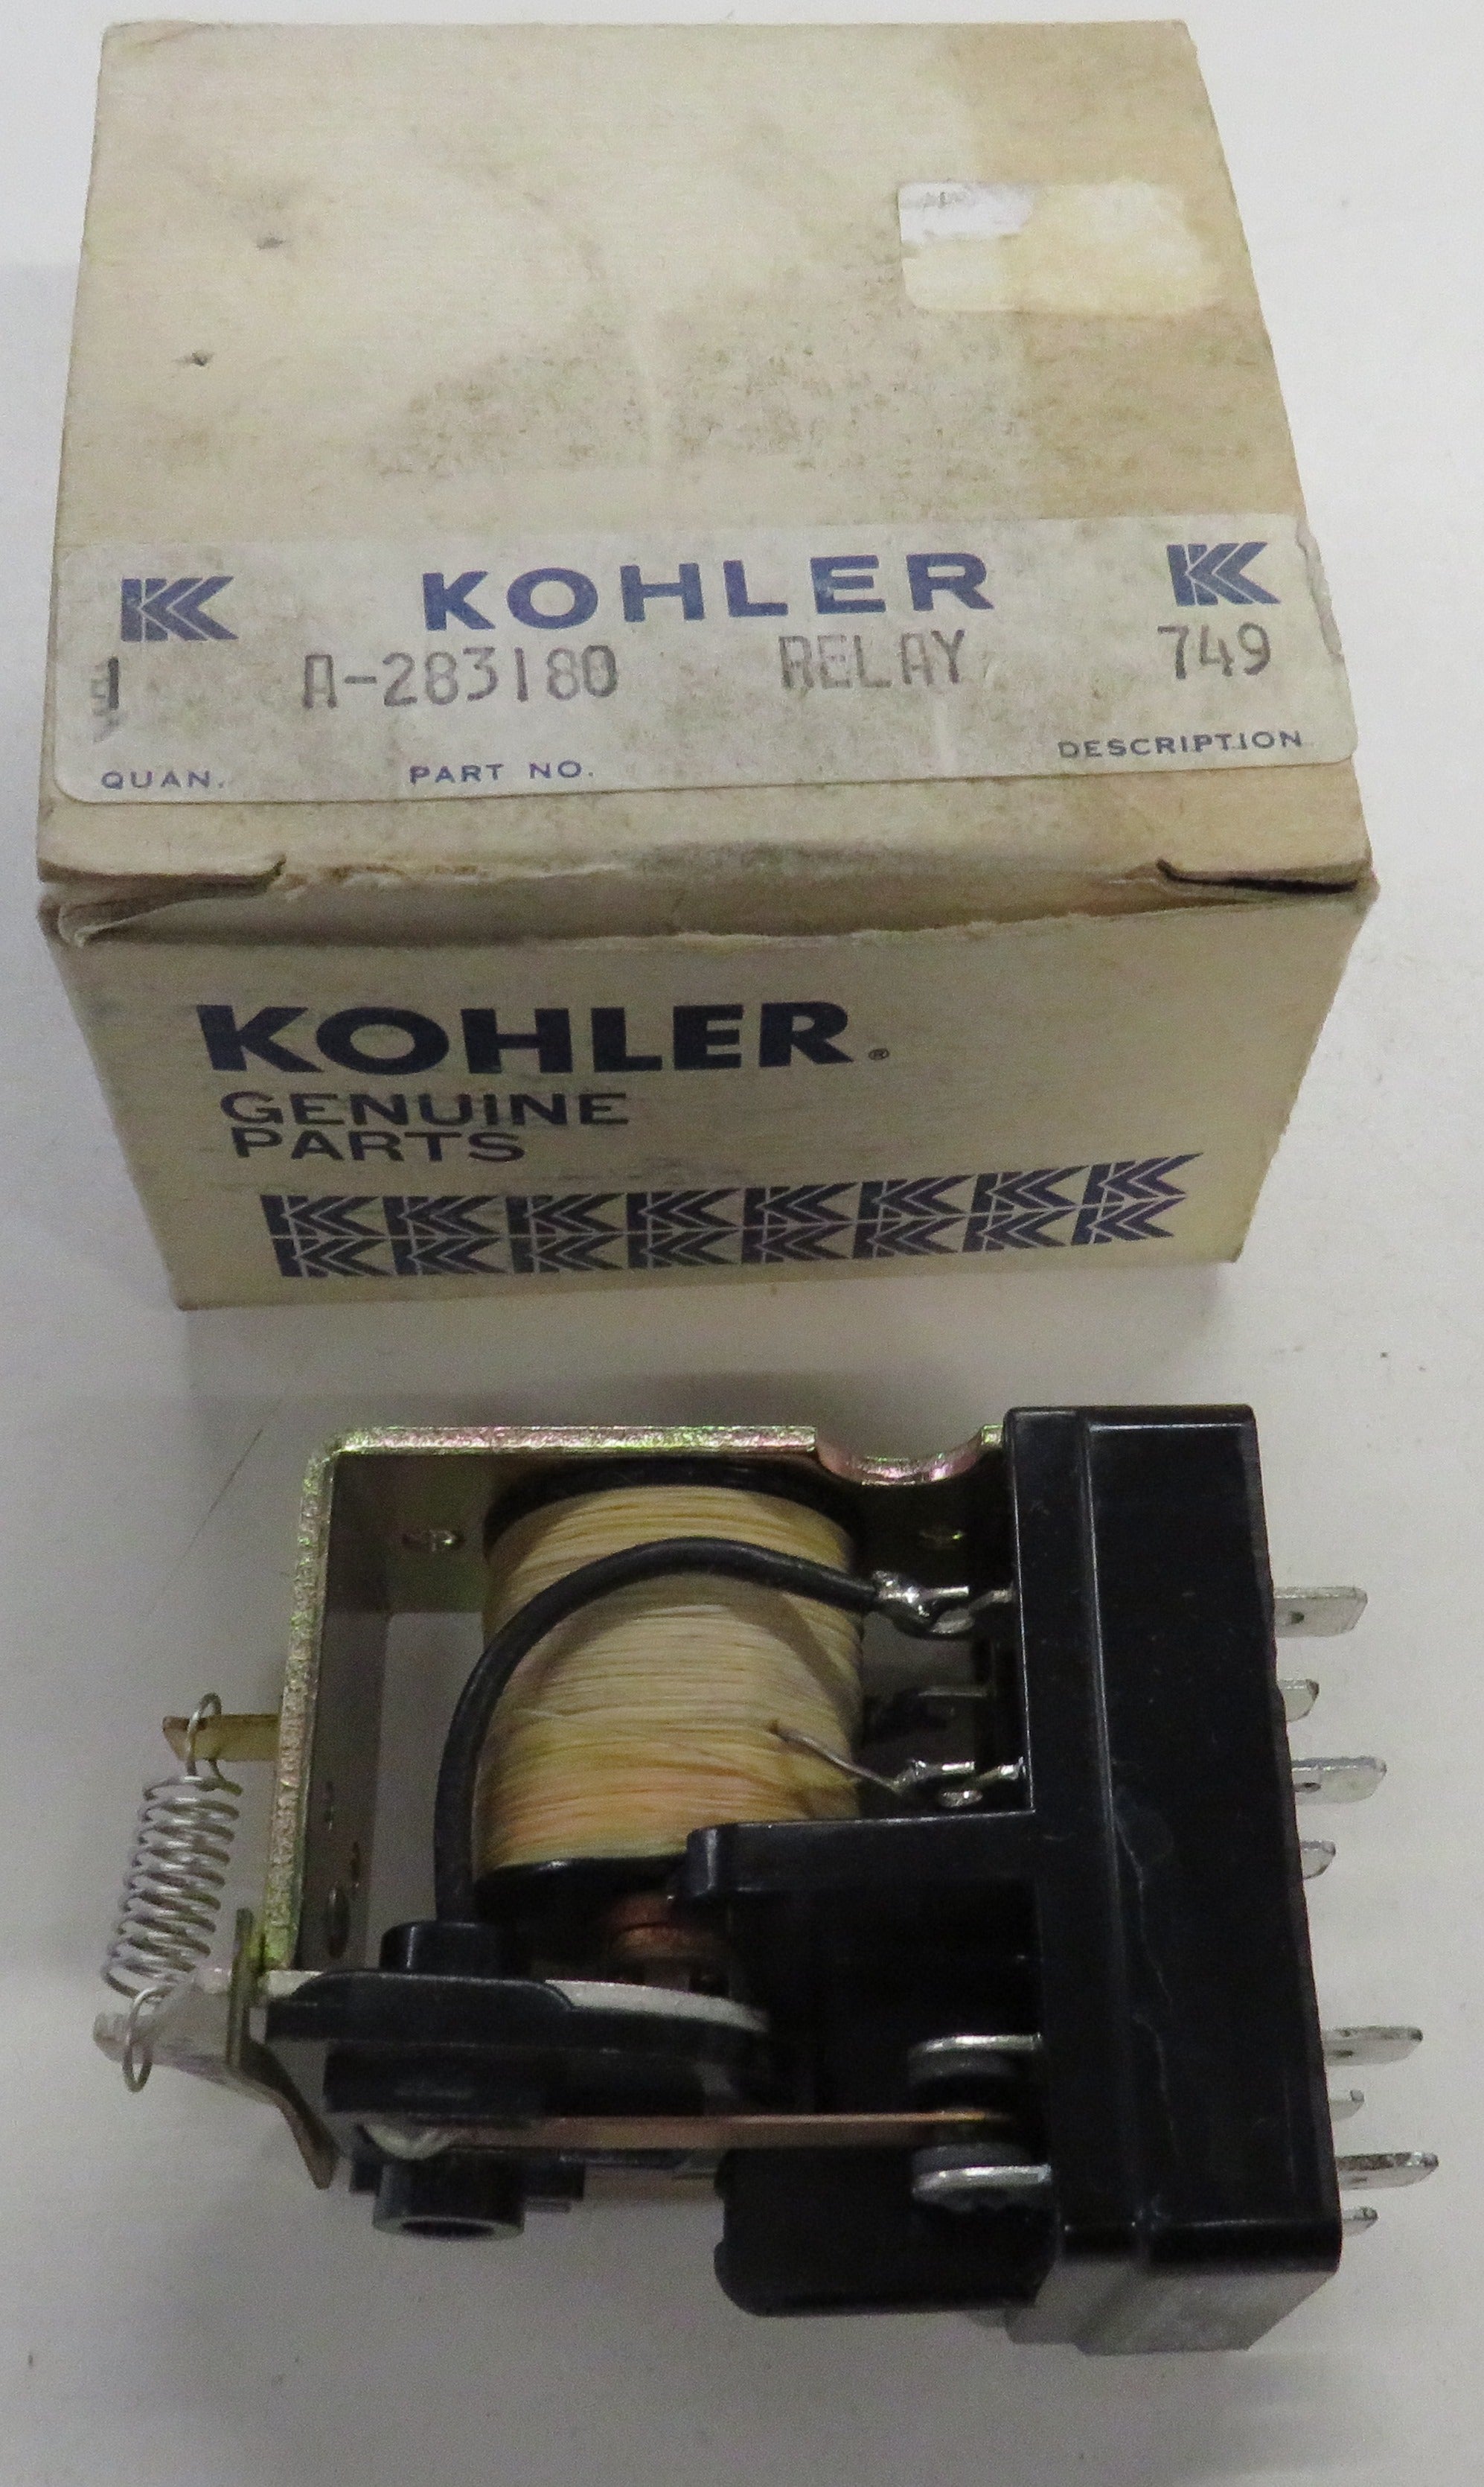 KOHLER
1 A-283180 RELAY 749
QUAN. PART NO. DESCRIPTION
KOHLER®
GENUINE
PARTS